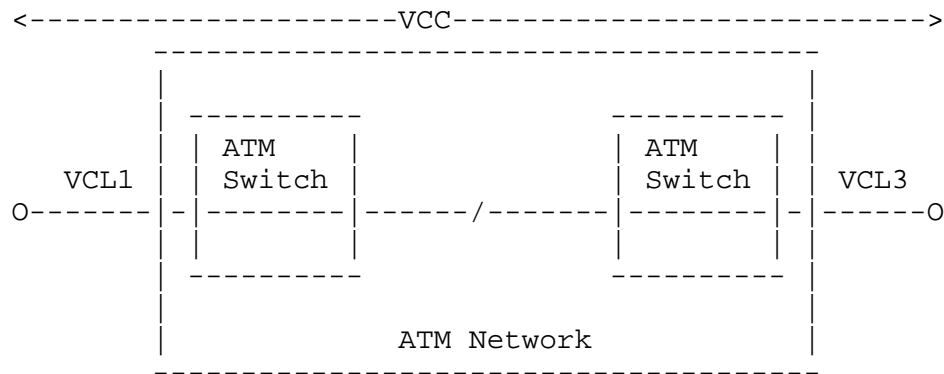 VCC
ATM ATM
VCL1 Switch Switch VCL3
O O
ATM Network